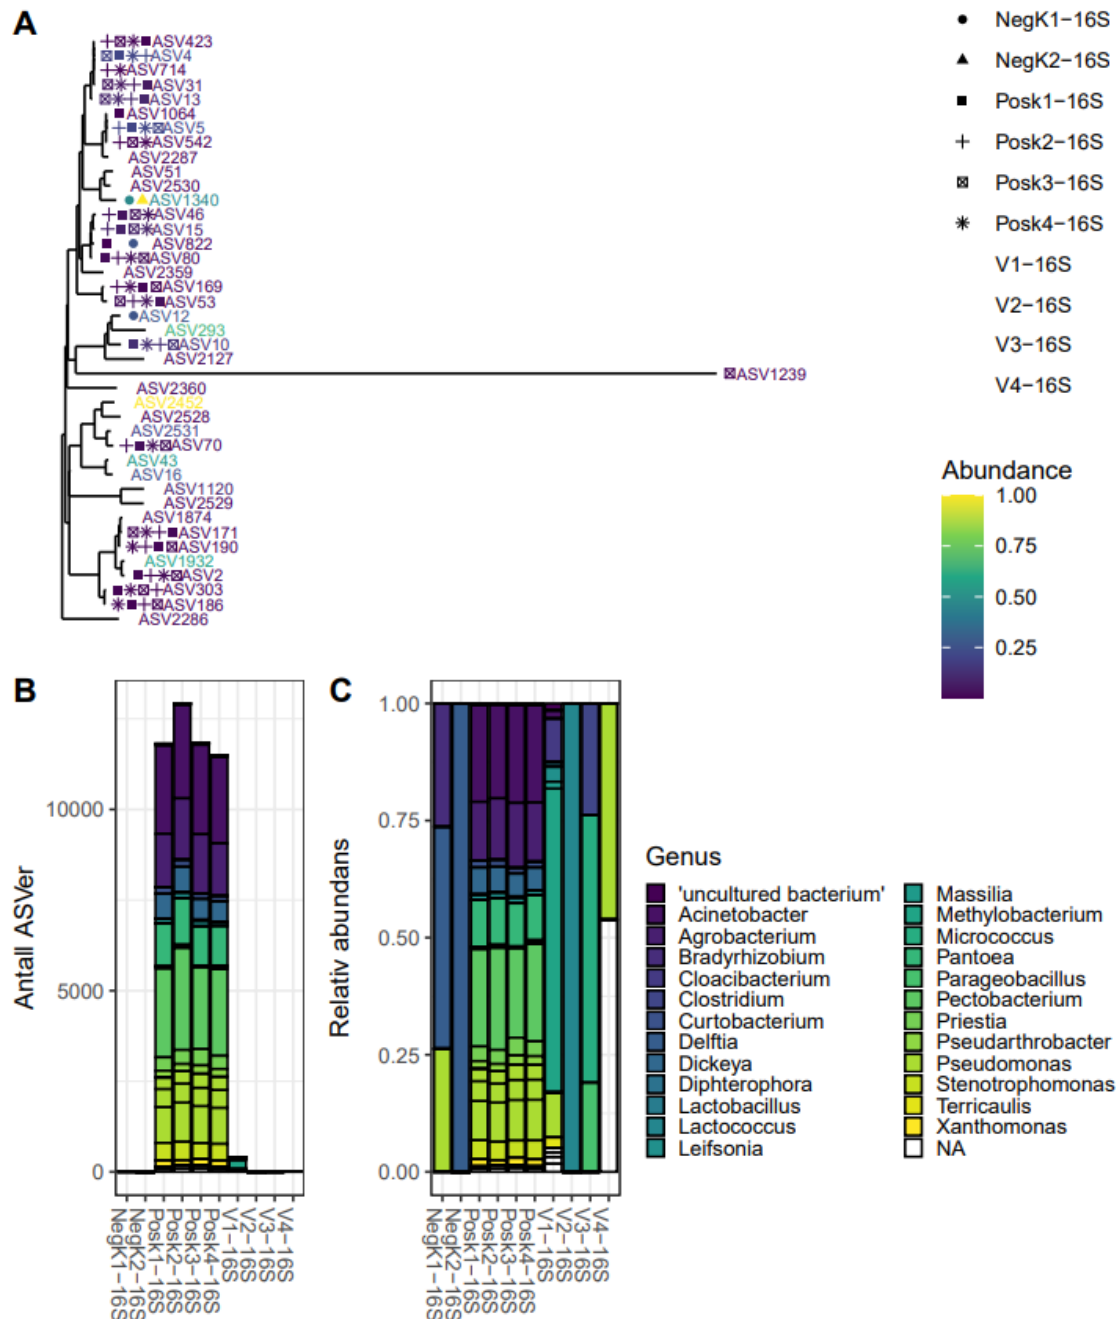 A
ASV423
ASV4
ASV714
ASV31
ASV13
ASV1064
ASV5
ASV542
ASV2287
ASV51
ASV2530
ASV1340
ASV46
ASV15
ASV822
ASV80
ASV2359
ASV169
ASV53
ASV12
ASV293
ASV10
ASV2127
ASV1239
ASV2360
ASV2452
ASV2528
ASV2531
ASV70
ASV43
ASV16
ASV1120
ASV2529
ASV1874
ASV171
ASV190
ASV1932
ASV2
ASV303
ASV186
ASV2286
NegK1-16S
NegK2-16S
Posk1-16S
Posk2-16S
Posk3-16S
Posk4-16S
V1-16S
V2-16S
V3-16S
V4-16S
Abundance
1.00
0.75
0.50
0.25
B
Antall ASVer
10000
5000
0
NegK1-16S
NegK2-16S
Posk1-16S
Posk2-16S
Posk3-16S
Posk4-16S
V1-16S
V2-16S
V3-16S
V4-16S
C
Relativ abundans
1.00
0.75
0.50
0.25
0.00
NegK1-16S
NegK2-16S
Posk1-16S
Posk2-16S
Posk3-16S
Posk4-16S
V1-16S
V2-16S
V3-16S
V4-16S
Genus
'uncultured bacterium'
Acinetobacter
Agrobacterium
Bradyrhizobium
Cloacibacterium
Clostridium
Curtobacterium
Delftia
Dickeya
Diphterophora
Lactobacillus
Lactococcus
Leifsonia
Massilia
Methylobacterium
Micrococcus
Pantoea
Parageobacillus
Pectobacterium
Priestia
Pseudarthrobacter
Pseudomonas
Stenotrophomonas
Terricaulis
Xanthomonas
NA